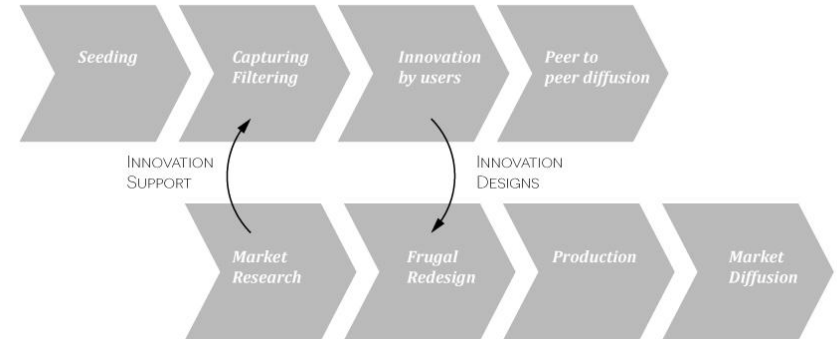 Seeding
Capturing
Filtering
Innovation
by users
Peer to
peer diffusion
INNOVATION
SUPPORT
INNOVATION
DESIGNS
Market
Research
Frugal
Redesign
Production
Market
Diffusion